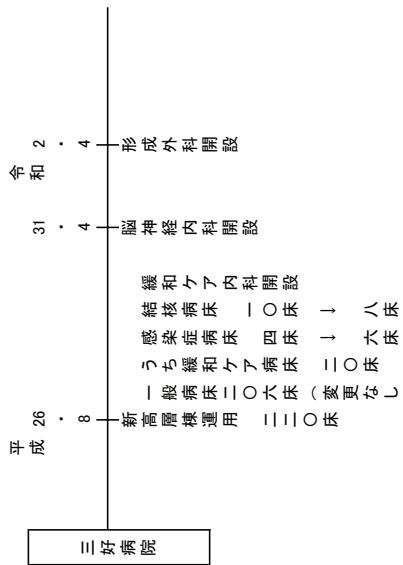 三好病院
平成
26・8
新高層棟運用　二二〇床
一般病床二〇六床（変更なし
うち緩和ケア病床　二〇床
感染症病床　四床　↓　六床
結核病床　一〇床　↓　八床
緩和ケア内科開設
31・4
脳神経内科開設
令和
2・4
形成外科開設